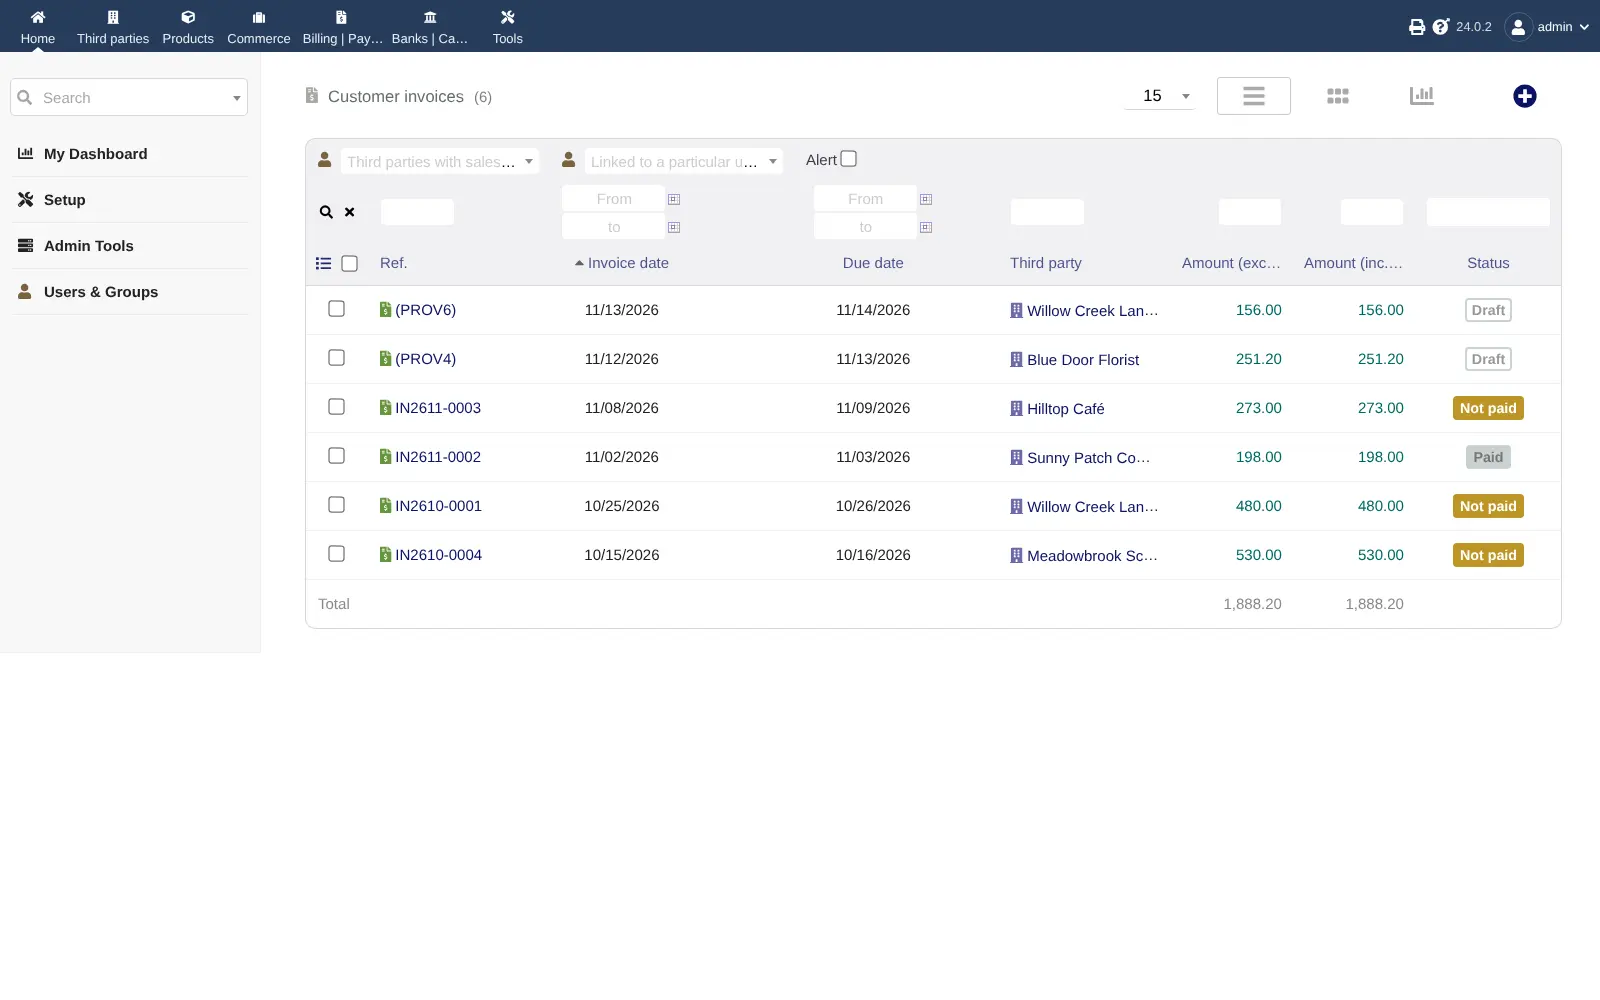 Home Third parties Products Commerce Billing | Pay… Banks | Ca… Tools 24.0.2 admin
Search
My Dashboard
Setup
Admin Tools
Users & Groups
Customer invoices (6) 15
Third parties with sales… Linked to a particular u… Alert
From From
to to
Ref. Invoice date Due date Third party Amount (exc… Amount (inc.… Status
(PROV6) 11/13/2026 11/14/2026 Willow Creek Lan… 156.00 156.00 Draft
(PROV4) 11/12/2026 11/13/2026 Blue Door Florist 251.20 251.20 Draft
IN2611-0003 11/08/2026 11/09/2026 Hilltop Café 273.00 273.00 Not paid
IN2611-0002 11/02/2026 11/03/2026 Sunny Patch Co… 198.00 198.00 Paid
IN2610-0001 10/25/2026 10/26/2026 Willow Creek Lan… 480.00 480.00 Not paid
IN2610-0004 10/15/2026 10/16/2026 Meadowbrook Sc… 530.00 530.00 Not paid
Total 1,888.20 1,888.20